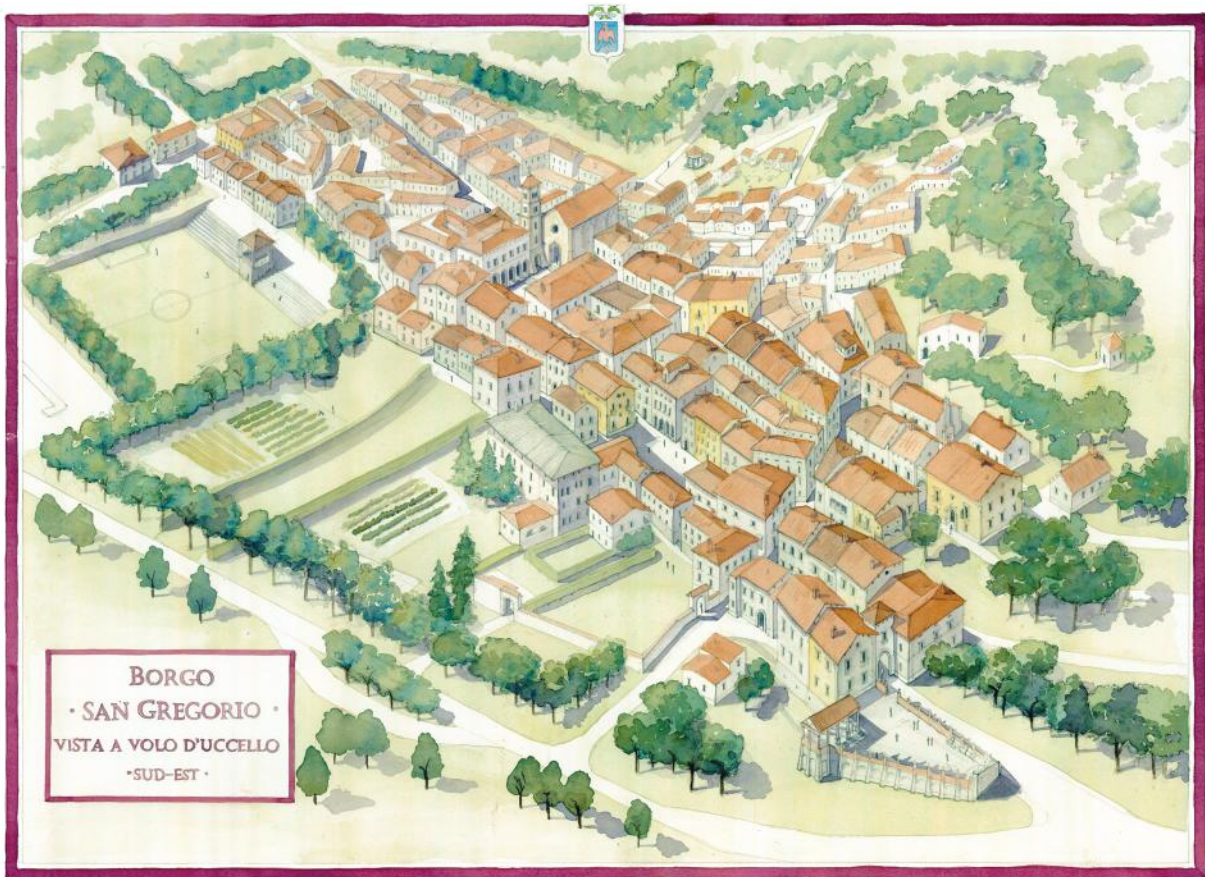 BORGO
· SAN GREGORIO ·
VISTA A VOLO D'UCCELLO
· SUD-EST ·